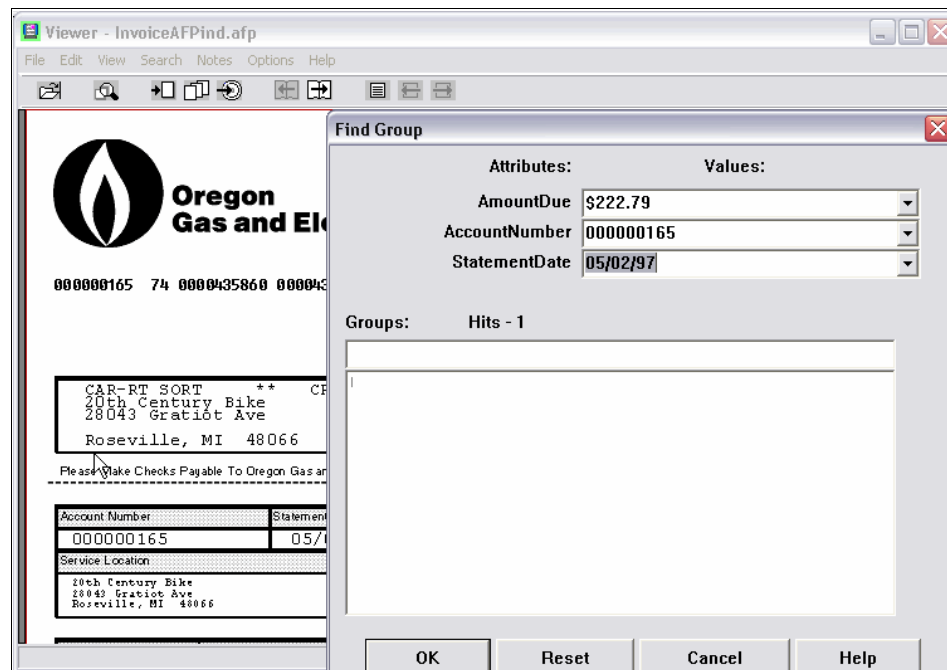 Viewer - InvoiceAFPind.afp
File Edit View Search Notes Options Help
Oregon
Gas and El
000000165 74 0000435860 00004
CAR-RT SORT ** C
20th Century Bike
28043 Gratiot Ave
Roseville, MI 48066
Please Make Checks Payable To Oregon Gas an
Account Number Statement
000000165 05/
Service Location
20th Century Bike
28043 Gratiot Ave
Roseville, MI 48066
Find Group
Attributes: Values:
AmountDue $222.79
AccountNumber 000000165
StatementDate 05/02/97
Groups: Hits - 1
OK Reset Cancel Help